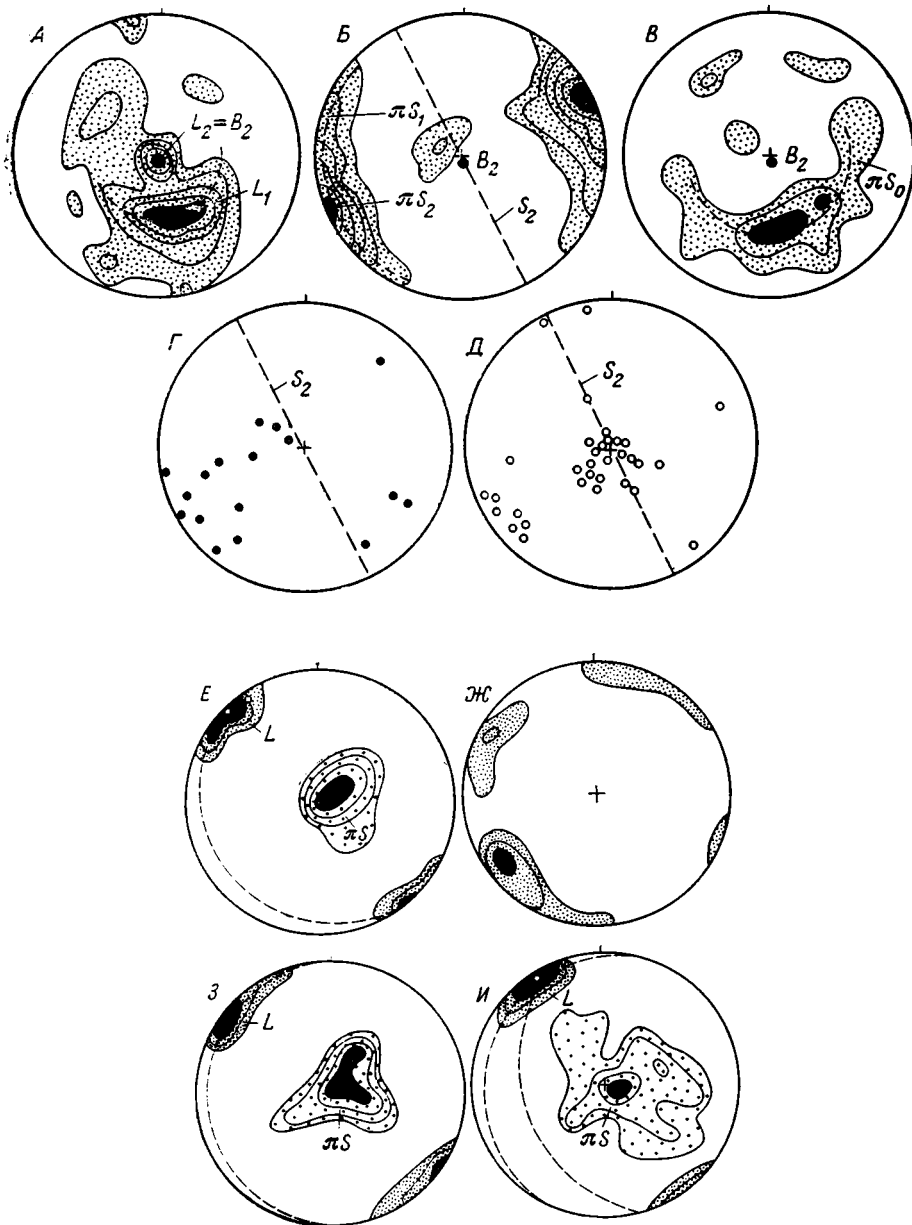 А
L₂=B₂
L₁
Б
πS₁
πS₂
B₂
S₂
В
B₂
πS₀
Г
S₂
Д
S₂
Е
L
πS
Ж
З
L
πS
И
L
πS